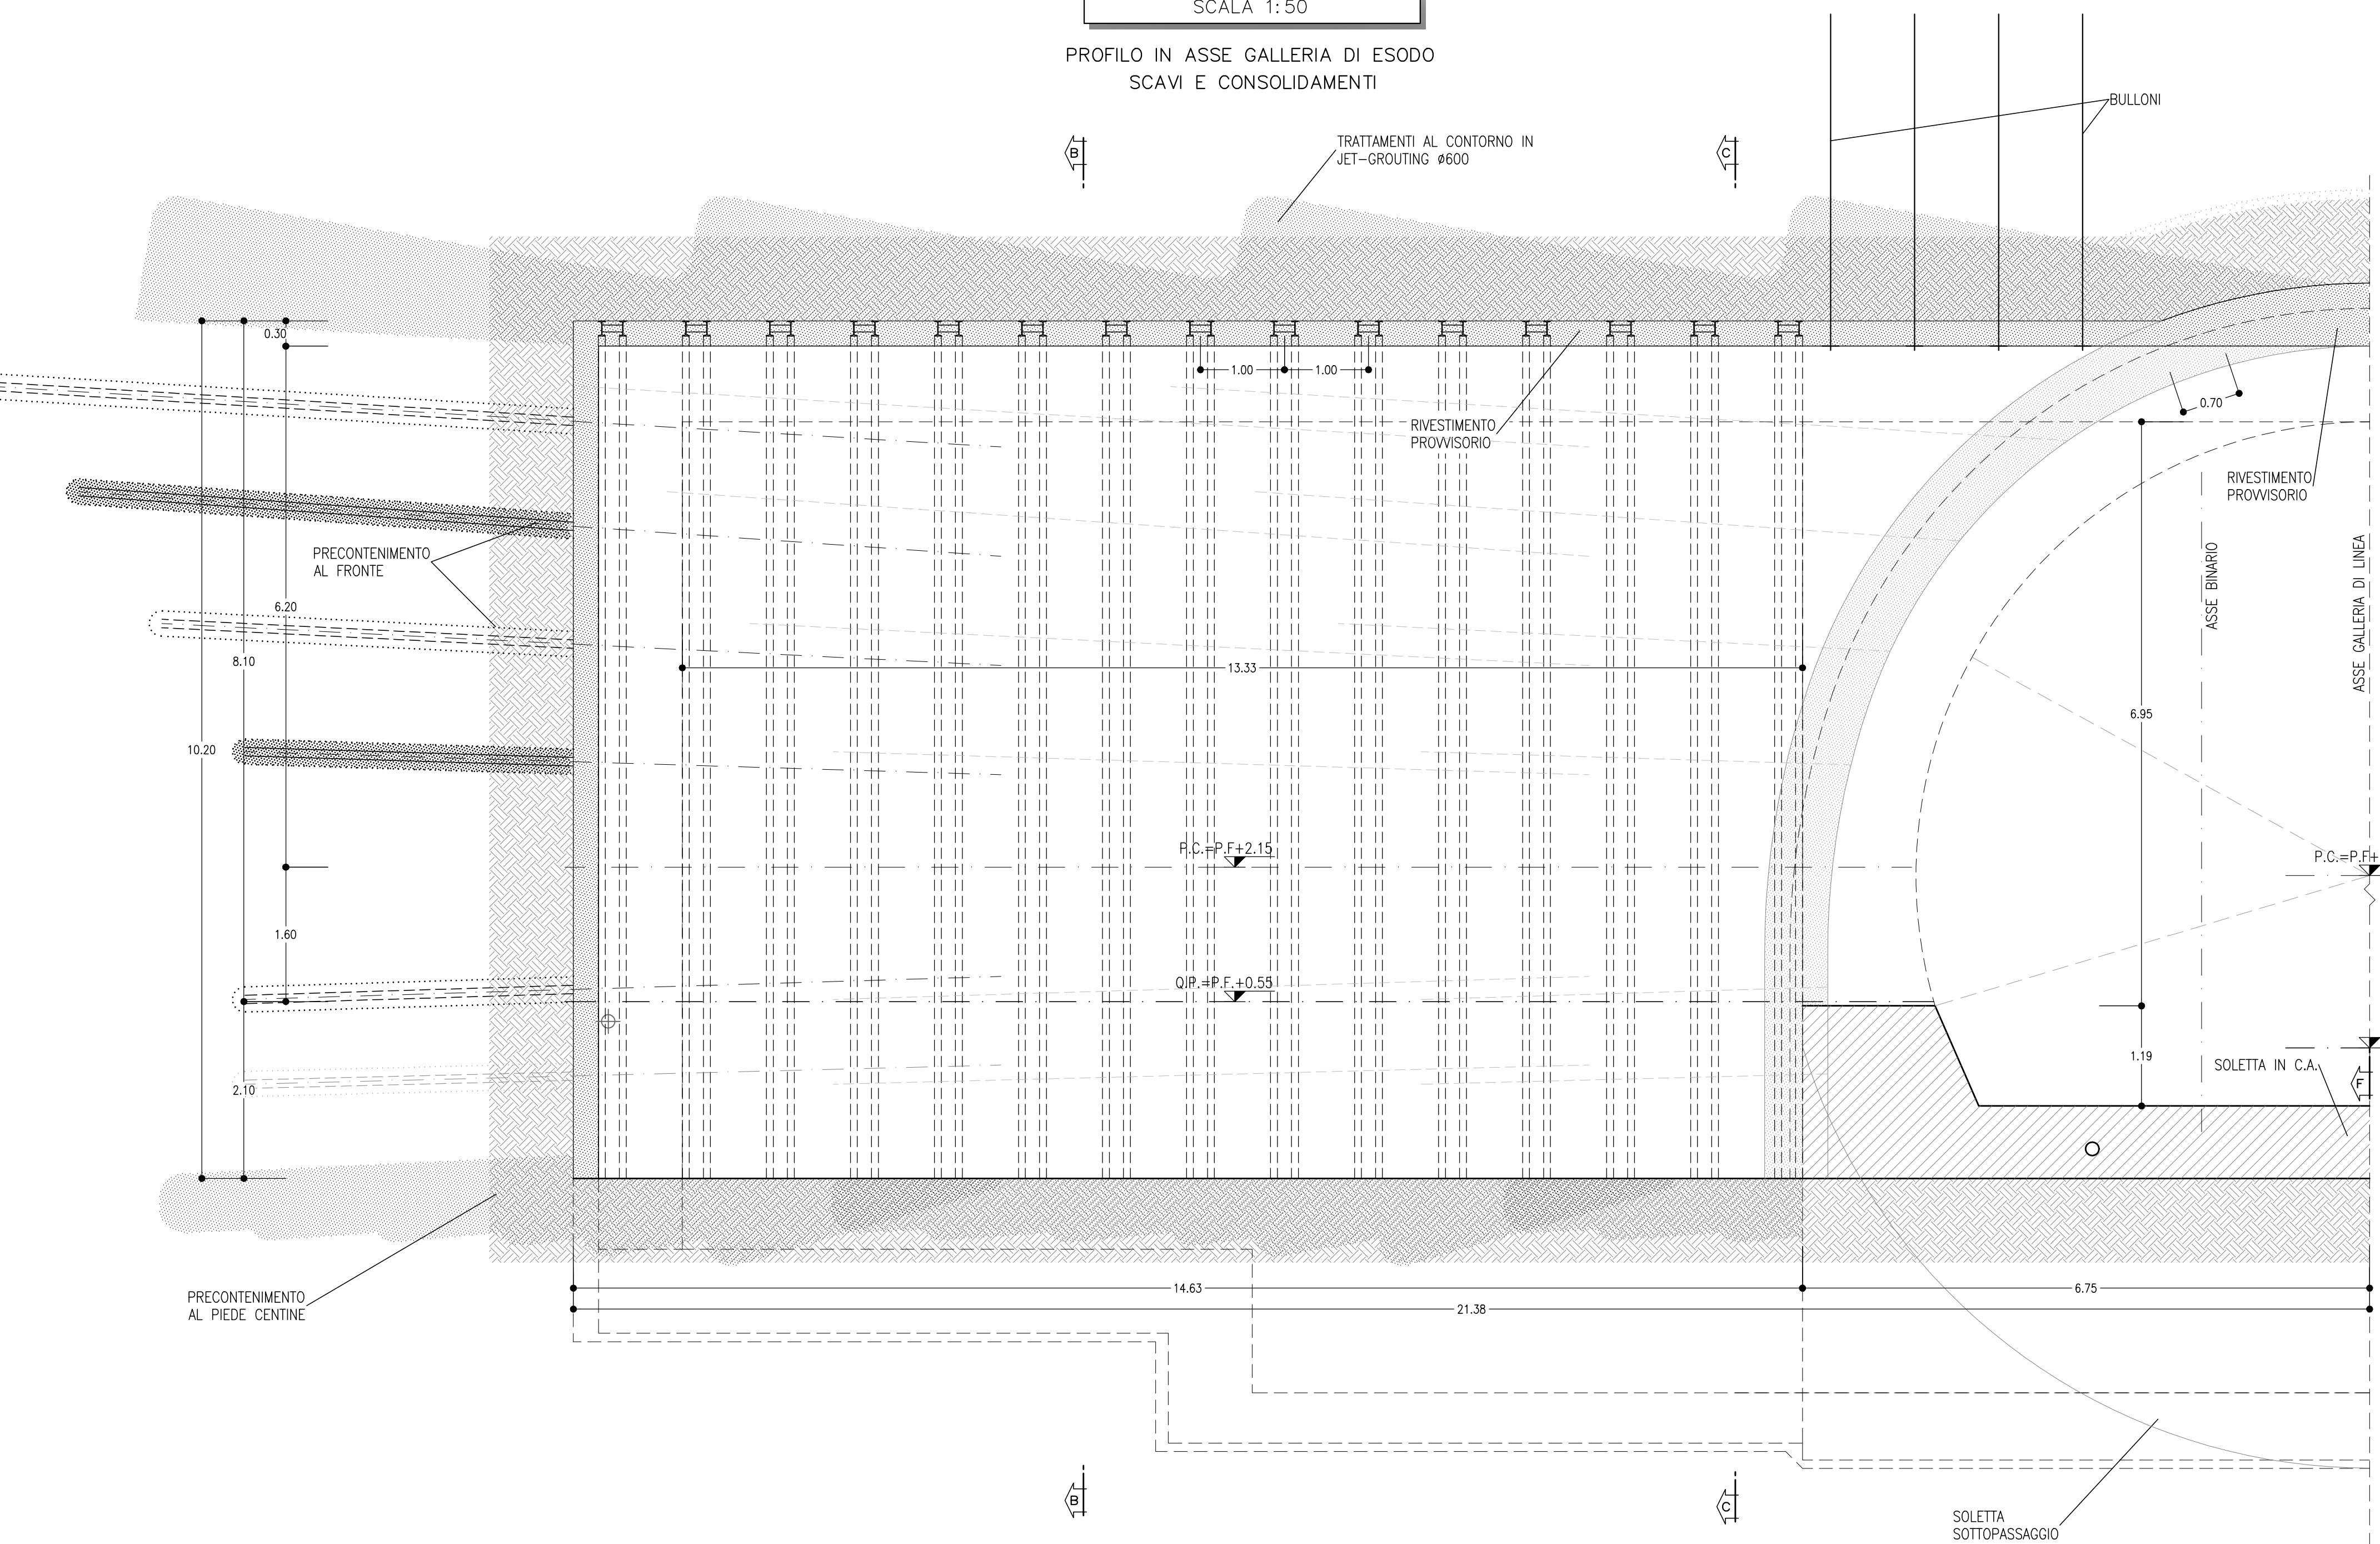 SCALA 1:50
PROFILO IN ASSE GALLERIA DI ESODO
SCAVI E CONSOLIDAMENTI
BULLONI
B
TRATTAMENTI AL CONTORNO IN
JET-GROUTING ø600
C
0.30
1.00
1.00
0.70
RIVESTIMENTO
PROVVISORIO
RIVESTIMENTO
PROVVISORIO
PRECONTENIMENTO
AL FRONTE
ASSE BINARIO
ASSE GALLERIA DI LINEA
6.20
8.10
13.33
6.95
10.20
P.C.=P.F+2.15
P.C.=P.F+
1.60
Q.P.=P.F.+0.55
1.19
SOLETTA IN C.A.
F
2.10
PRECONTENIMENTO
AL PIEDE CENTINE
14.63
6.75
21.38
B
C
SOLETTA
SOTTOPASSAGGIO